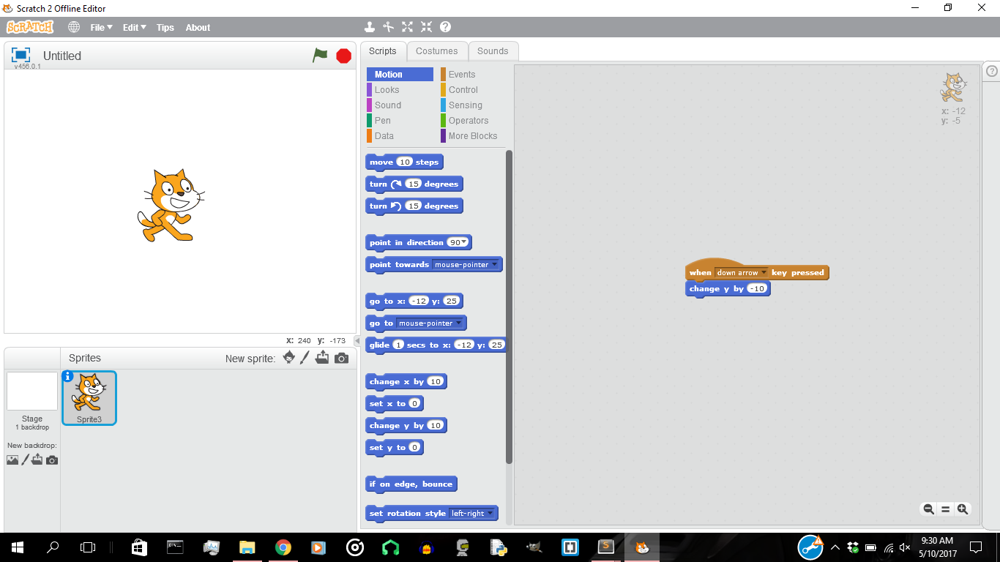 Scratch 2 Offline Editor
SCRATCH
File
Edit
Tips
About
v456.0.1
Untitled
Scripts
Costumes
Sounds
Motion
Looks
Sound
Pen
Data
Events
Control
Sensing
Operators
More Blocks
move 10 steps
turn 15 degrees
turn 15 degrees
point in direction 90
point towards mouse-pointer
go to x: -12 y: 25
go to mouse-pointer
glide 1 secs to x: -12 y: 25
change x by 10
set x to 0
change y by 10
set y to 0
if on edge, bounce
set rotation style left-right
when down arrow key pressed
change y by -10
x: -12
y: -5
x: 240 y: -173
Sprites
New sprite:
Stage
1 backdrop
New backdrop:
Sprite3
9:30 AM
5/10/2017